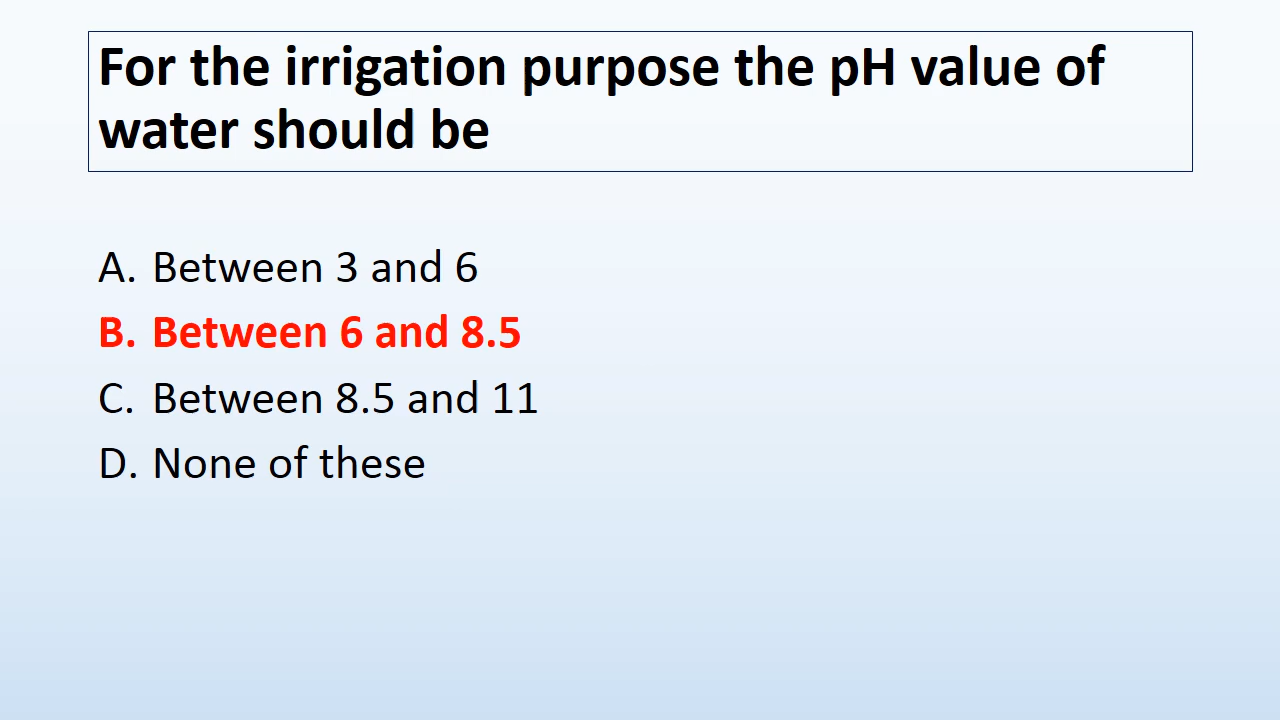 For the irrigation purpose the pH value of
water should be
A. Between 3 and 6
B. Between 6 and 8.5
C. Between 8.5 and 11
D. None of these